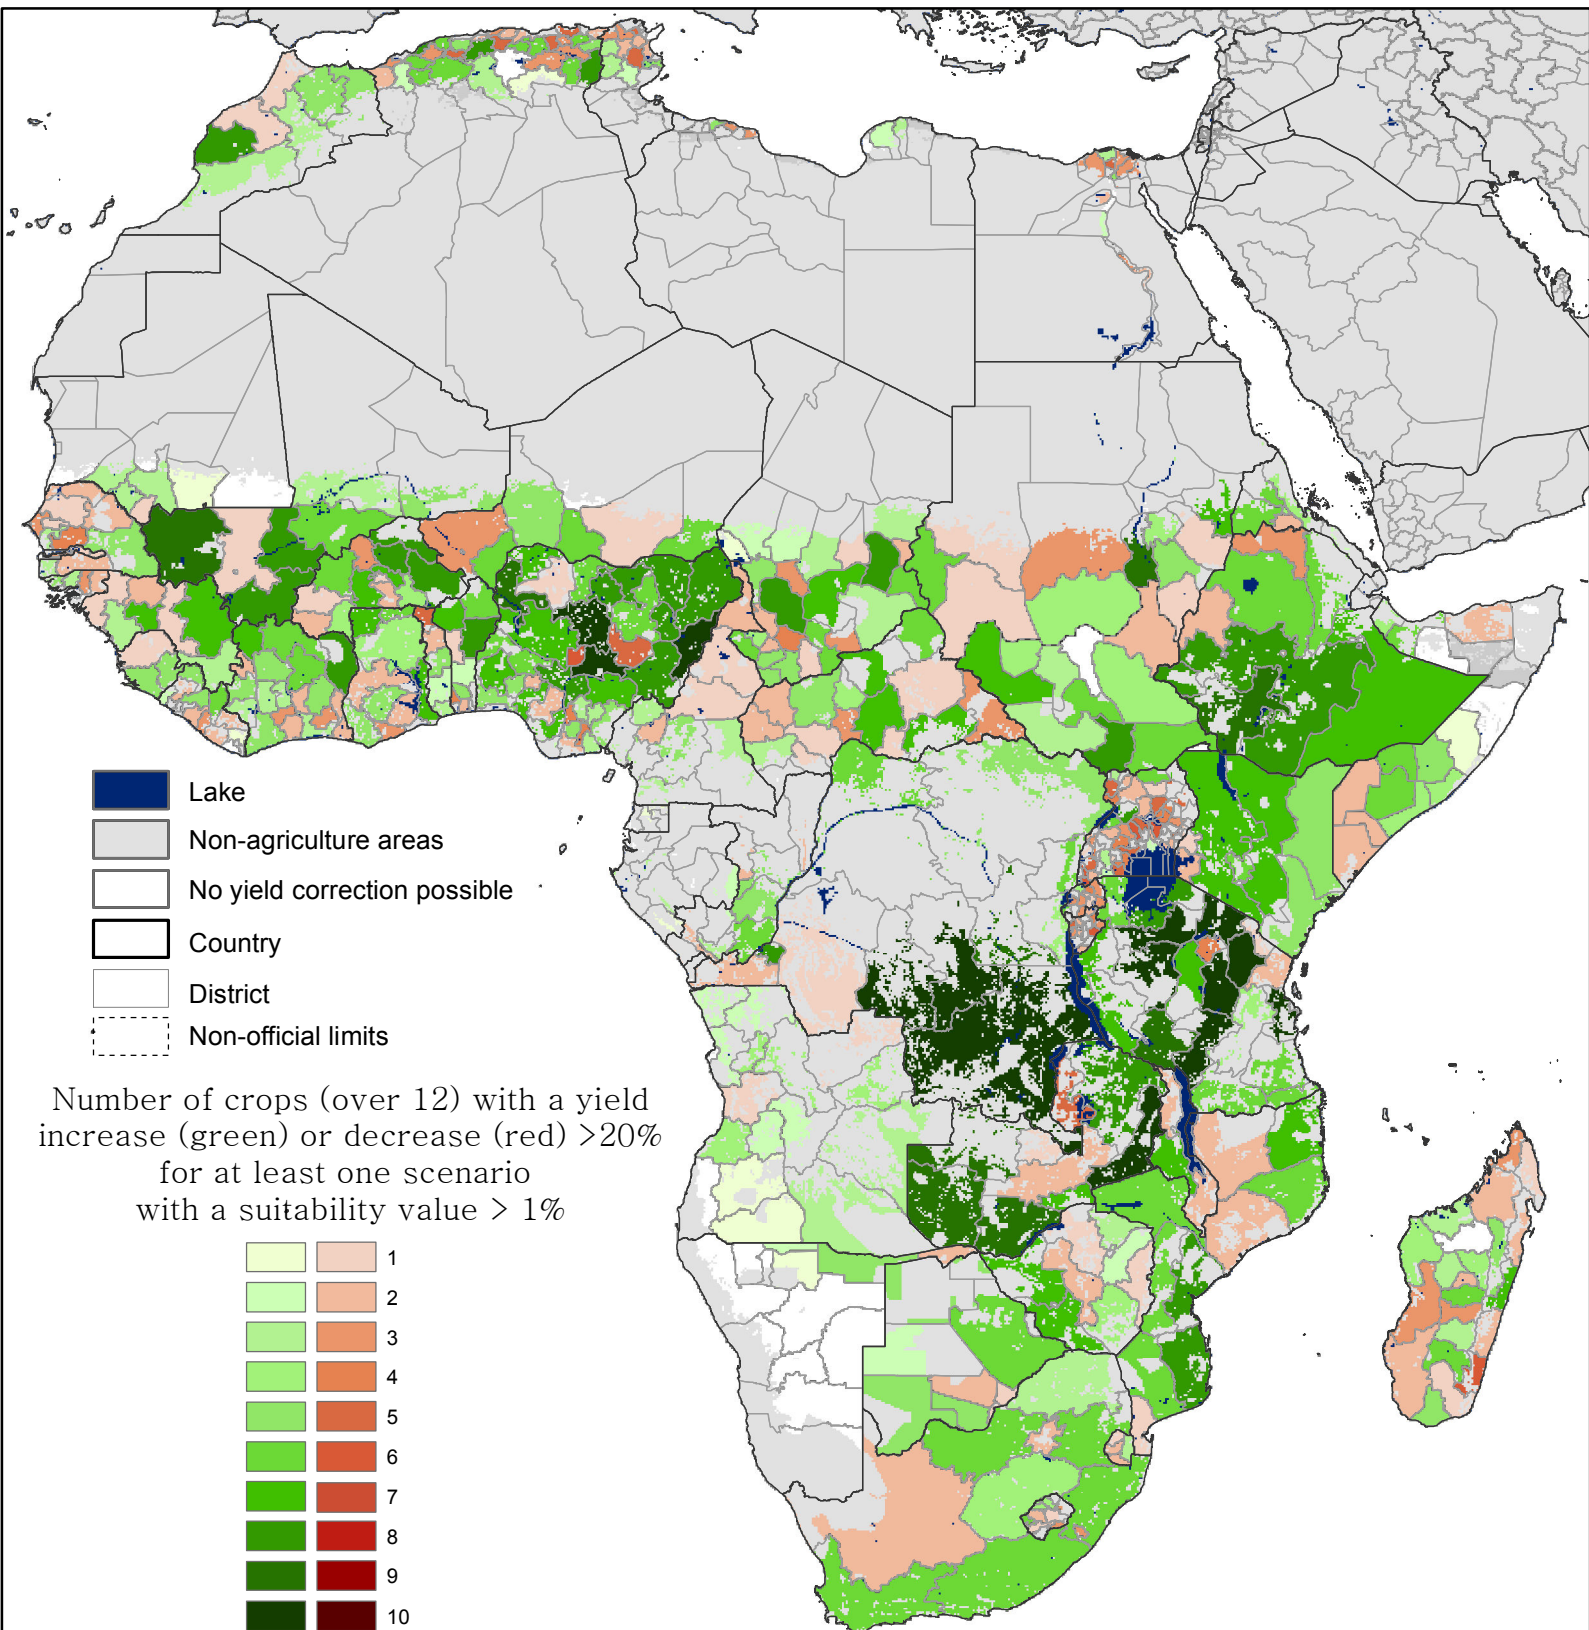 Lake
Non-agriculture areas
No yield correction possible
Country
District
Non-official limits
Number of crops (over 12) with a yield
increase (green) or decrease (red) >20%
for at least one scenario
with a suitability value > 1%
1
2
3
4
5
6
7
8
9
10